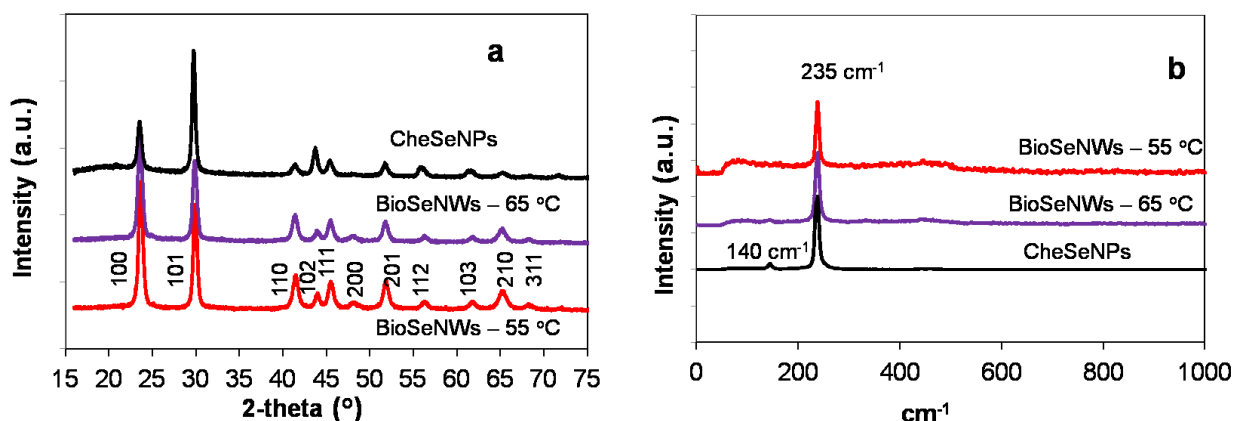 a
Intensity (a.u.)
CheSeNPs
BioSeNWs – 65 °C
100
101
110
102
111
200
201
112
103
210
311
BioSeNWs – 55 °C
15 20 25 30 35 40 45 50 55 60 65 70 75
2-theta (°)
b
Intensity (a.u.)
235 cm-1
BioSeNWs – 55 °C
BioSeNWs – 65 °C
140 cm-1
CheSeNPs
0 200 400 600 800 1000
cm-1